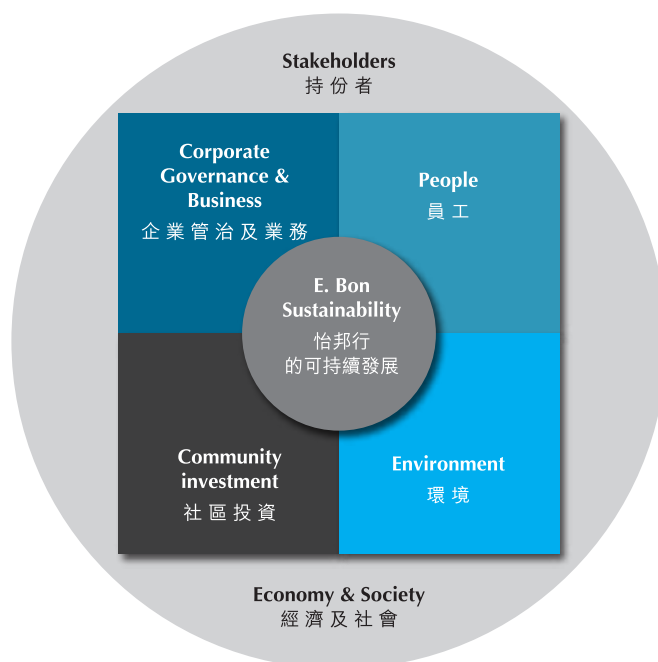 Stakeholders
持份者
Corporate
Governance &
Business
企業管治及業務
People
員工
E. Bon
Sustainability
怡邦行
的可持續發展
Community
investment
社區投資
Environment
環境
Economy & Society
經濟及社會